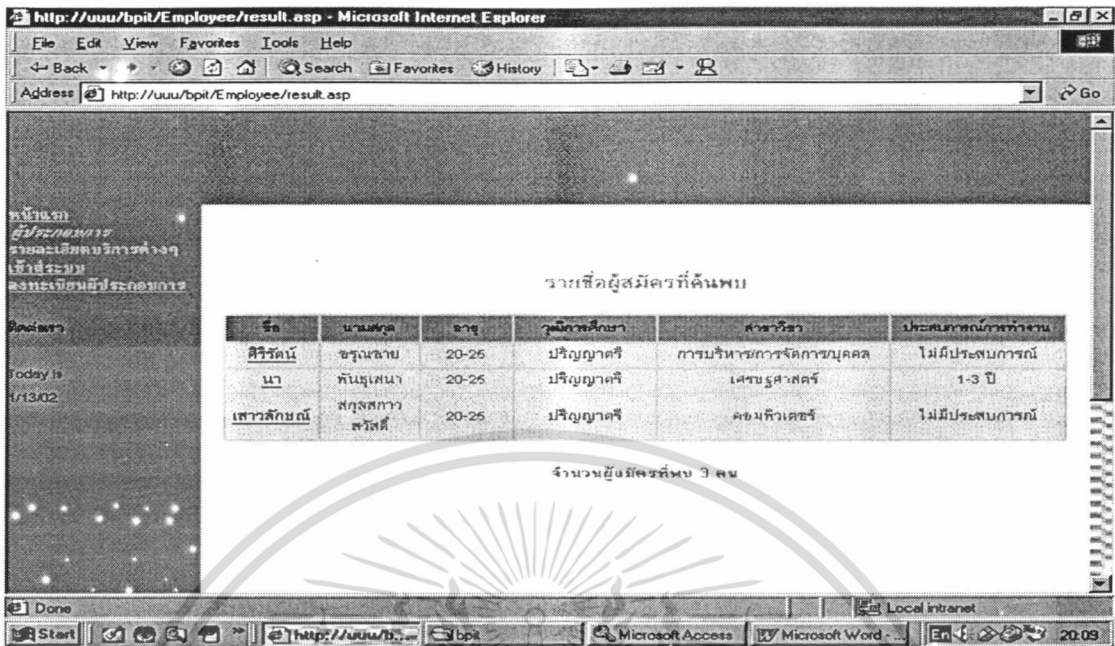 http://uuu/bpit/Employee/result.asp - Microsoft Internet Explorer
File Edit View Favorites Tools Help
Back Search Favorites History
Address http://uuu/bpit/Employee/result.asp Go
หน้าแรก
ผู้ประกอบการ
รายละเอียดบริการต่างๆ
เข้าสู่ระบบ
ลงทะเบียนผู้ประกอบการ
ติดต่อเรา
Today is
1/13/02
รายชื่อผู้สมัครที่ค้นพบ
ชื่อ นามสกุล อายุ วุฒิการศึกษา สาขาวิชา ประสบการณ์การทำงาน
ศิริรัตน์ อรุณฉาย 20-25 ปริญญาตรี การบริหาร/การจัดการ/บุคคล ไม่มีประสบการณ์
นา พันธุเสนา 20-25 ปริญญาตรี เศรษฐศาสตร์ 1-3 ปี
เสาวลักษณ์ สกุลสภาวสวัสดิ์ 20-25 ปริญญาตรี คอมพิวเตอร์ ไม่มีประสบการณ์
จำนวนผู้สมัครที่พบ 3 คน
Done Local intranet
Start http://uuu/b... bpit Microsoft Access Microsoft Word - ... En 20:09